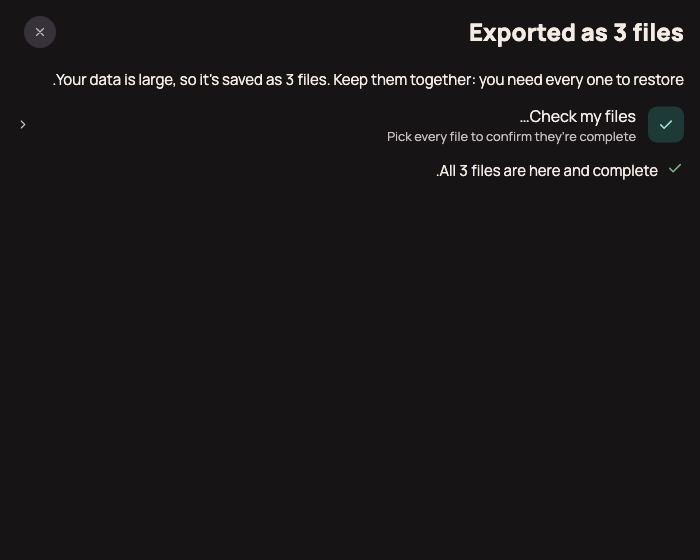 Exported as 3 files
.Your data is large, so it's saved as 3 files. Keep them together: you need every one to restore
…Check my files
Pick every file to confirm they're complete
.All 3 files are here and complete